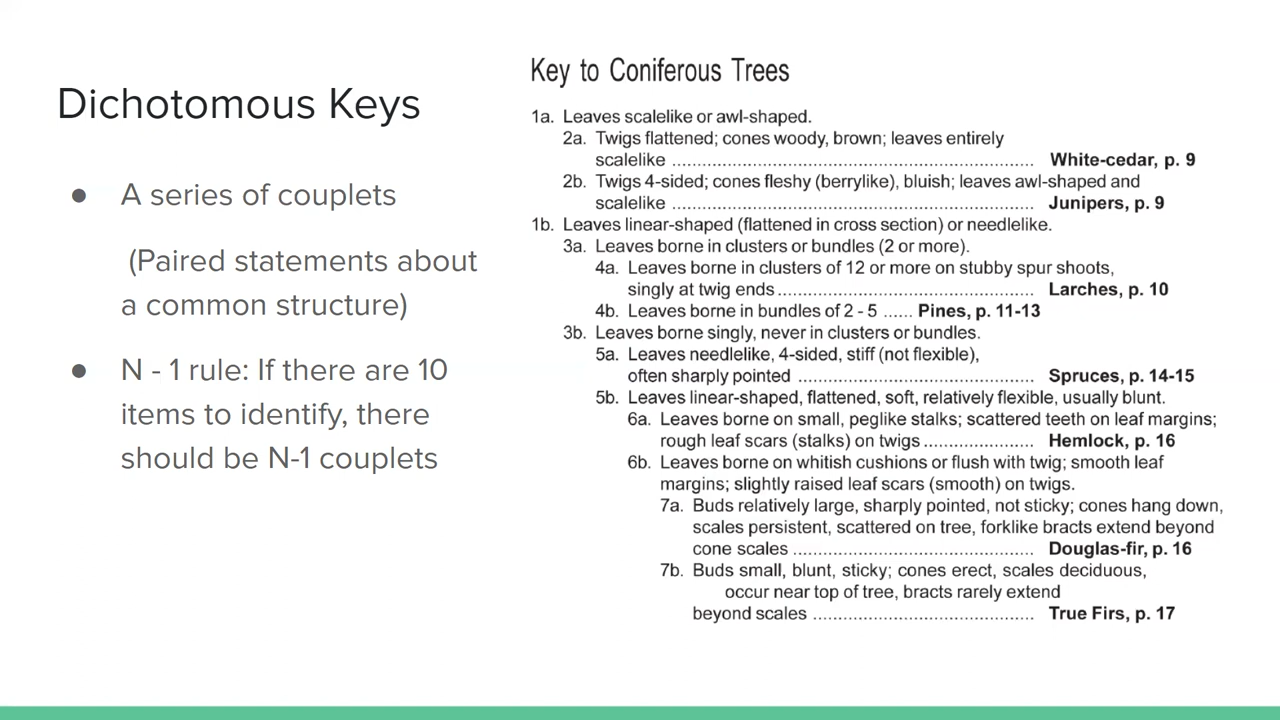 Dichotomous Keys
● A series of couplets
(Paired statements about
a common structure)
● N - 1 rule: If there are 10
items to identify, there
should be N-1 couplets
Key to Coniferous Trees
1a. Leaves scalelike or awl-shaped.
2a. Twigs flattened; cones woody, brown; leaves entirely
scalelike ........................................................................ White-cedar, p. 9
2b. Twigs 4-sided; cones fleshy (berrylike), bluish; leaves awl-shaped and
scalelike ........................................................................ Junipers, p. 9
1b. Leaves linear-shaped (flattened in cross section) or needlelike.
3a. Leaves borne in clusters or bundles (2 or more).
4a. Leaves borne in clusters of 12 or more on stubby spur shoots,
singly at twig ends................................................... Larches, p. 10
4b. Leaves borne in bundles of 2 - 5 ...... Pines, p. 11-13
3b. Leaves borne singly, never in clusters or bundles.
5a. Leaves needlelike, 4-sided, stiff (not flexible),
often sharply pointed ............................................... Spruces, p. 14-15
5b. Leaves linear-shaped, flattened, soft, relatively flexible, usually blunt.
6a. Leaves borne on small, peglike stalks; scattered teeth on leaf margins;
rough leaf scars (stalks) on twigs...................... Hemlock, p. 16
6b. Leaves borne on whitish cushions or flush with twig; smooth leaf
margins; slightly raised leaf scars (smooth) on twigs.
7a. Buds relatively large, sharply pointed, not sticky; cones hang down,
scales persistent, scattered on tree, forklike bracts extend beyond
cone scales ................................................ Douglas-fir, p. 16
7b. Buds small, blunt, sticky; cones erect, scales deciduous,
occur near top of tree, bracts rarely extend
beyond scales ............................................ True Firs, p. 17